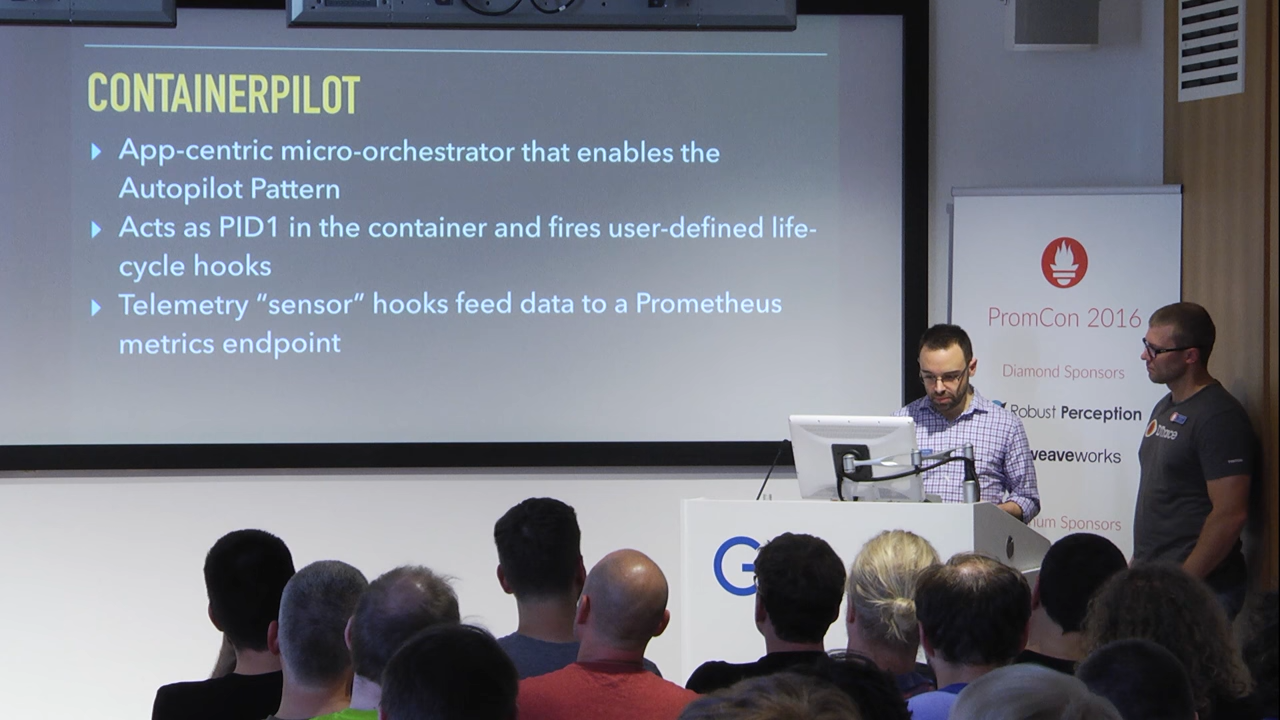 CONTAINERPILOT
App-centric micro-orchestrator that enables the
Autopilot Pattern
Acts as PID1 in the container and fires user-defined life-
cycle hooks
Telemetry “sensor” hooks feed data to a Prometheus
metrics endpoint
PromCon 2016
Diamond Sponsors
Robust Perception
weaveworks
Sponsors
G